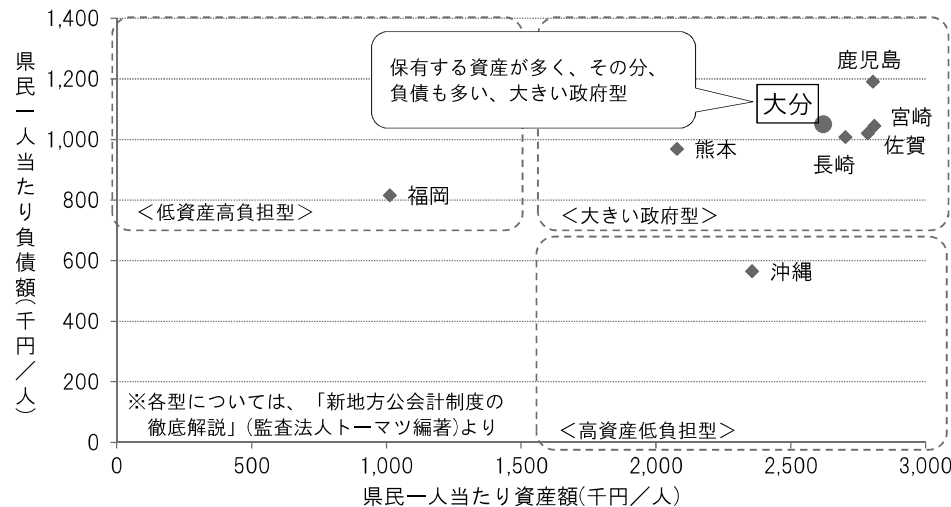 県民一人当たり負債額(千円／人)
1,400
1,200
1,000
800
600
400
200
0
保有する資産が多く、その分、
負債も多い、大きい政府型
大分
鹿児島
宮崎
佐賀
長崎
熊本
福岡
＜低資産高負担型＞
＜大きい政府型＞
沖縄
※各型については、「新地方公会計制度の
徹底解説」(監査法人トーマツ編著)より
＜高資産低負担型＞
0
500
1,000
1,500
2,000
2,500
3,000
県民一人当たり資産額(千円／人)